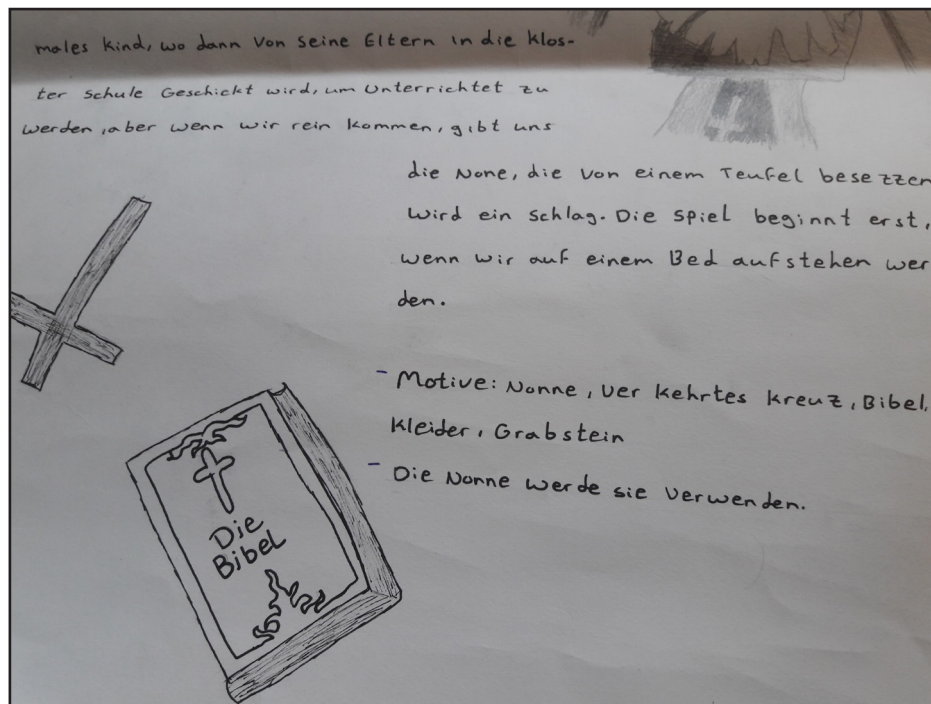 males kind, wo dann von seine Eltern in die klos-
ter schule Geschickt wird, um Unterrichtet zu
werden, aber wenn wir rein kommen, gibt uns
die None, die von einem Teufel besezzen
wird ein schlag. Die spiel beginnt erst,
wenn wir auf einem Bed aufstehen wer
den.
- Motive: Nonne, ver kehrtes kreuz, Bibel,
kleider, Grabstein
- Die Nonne werde sie verwenden.
Die
Bibel